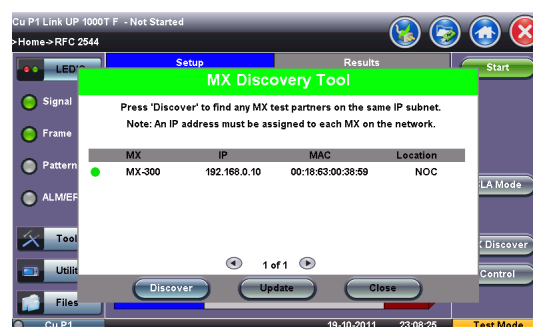 Cu P1 Link UP 1000T F - Not Started
>Home->RFC 2544
LED'S
Setup
Results
Start
MX Discovery Tool
Press 'Discover' to find any MX test partners on the same IP subnet.
Note: An IP address must be assigned to each MX on the network.
Signal
Frame
Pattern
ALM/ER
MX IP MAC Location
MX-300 192.168.0.10 00:18:63:00:38:59 NOC
LA Mode
Tool
X Discover
1 of 1
Utilit
Control
Discover
Update
Close
Files
Cu P1
19-10-2011 23:08:25
Test Mode